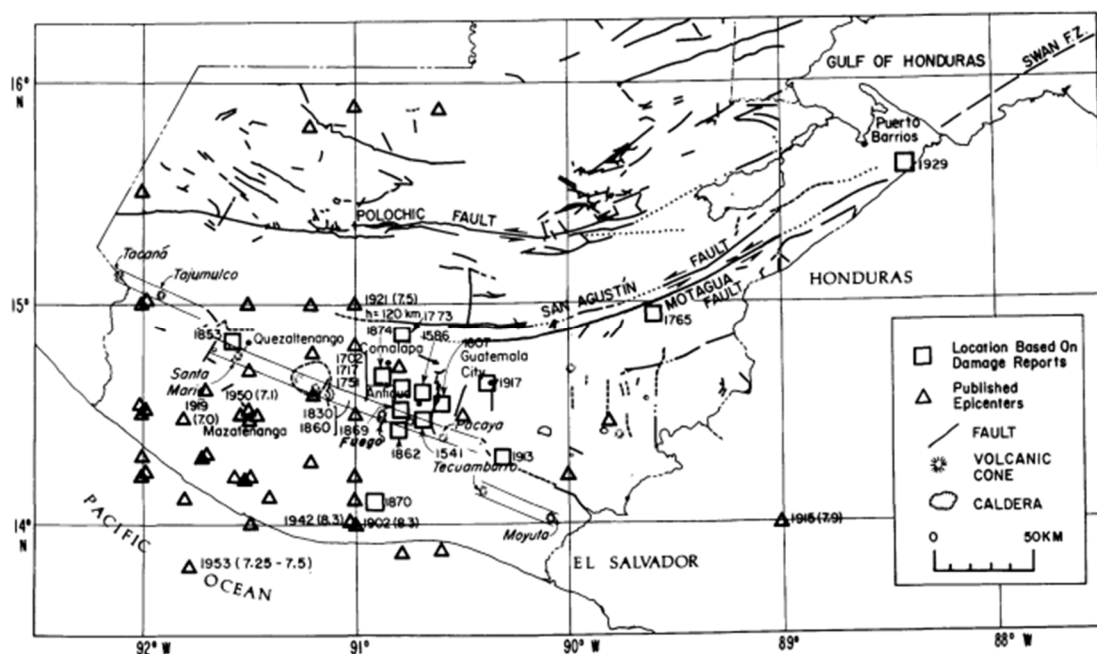 16°
N
GULF OF HONDURAS
SWAN F.Z.
Puerto
Barrios
1929
POLOCHIC FAULT
Tacaná
Tajumulco
HONDURAS
SAN AGUSTÍN FAULT
MOTAGUA
FAULT
1765
15°
1921 (7.5)
h=120 km
1773
1853
Quezaltenango
1874
1586
1607
Comalapa
Guatemala
City
1702
1717
1751
Santa
María
1950 (7.1)
Antigua
1917
1919
(7.0)
Mazatenango
1830
1860
1869
Fuego
Pacaya
1862
1541
Tecuamburro
1913
1870
14°
N
1942 (8.3)
1902 (8.3)
Moyuta
1915 (7.9)
PACIFIC
OCEAN
1953 (7.25 - 7.5)
EL SALVADOR
Location Based On
Damage Reports
Published
Epicenters
FAULT
VOLCANIC
CONE
CALDERA
0
50 KM
92° W
91°
90° W
89°
88° W